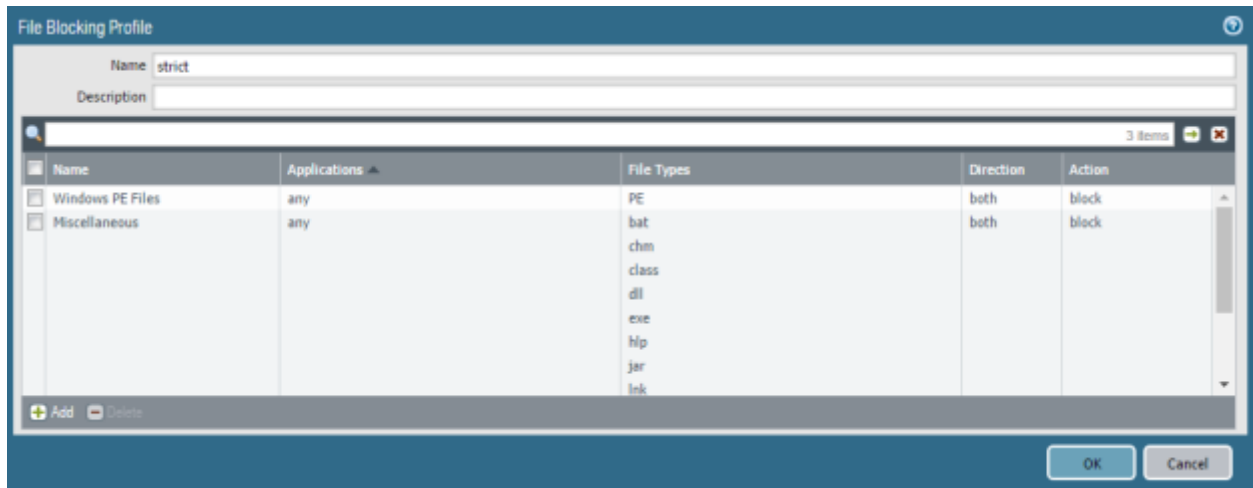 File Blocking Profile
Name strict
Description
3 items
Name Applications File Types Direction Action
Windows PE Files any PE both block
Miscellaneous any bat both block
chm
class
dll
exe
hlp
jar
lnk
Add Delete
OK Cancel